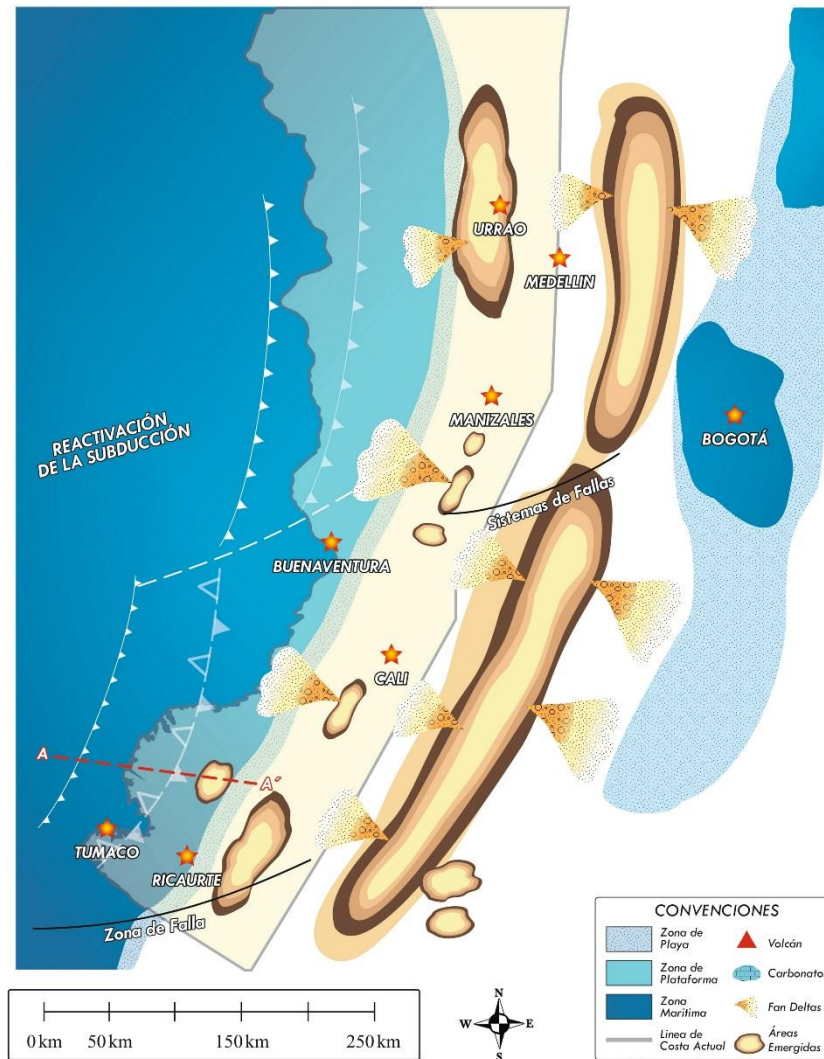 URRAO
MEDELLIN
MANIZALES
REACTIVACIÓN
DE LA SUBDUCCIÓN
BOGOTÁ
Sistemas de Fallas
BUENAVENTURA
CALI
A
A´
TUMACO
RICAURTE
Zona de Falla
CONVENCIONES
Zona de
Playa
Volcán
Zona de
Plataforma
Carbonatos
Zona
Marítima
Fan Deltas
Linea de
Costa Actual
Áreas
Emergidas
0 km
50 km
150 km
250 km
N
W
E
S